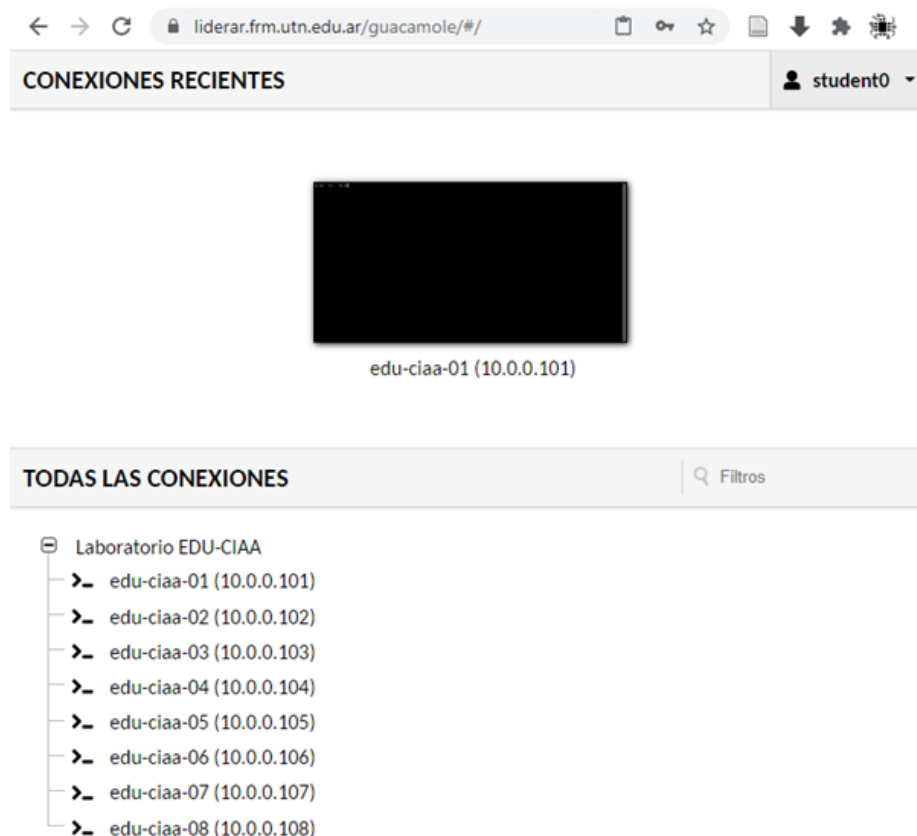 liderar.frm.utn.edu.ar/guacamole/#/
CONEXIONES RECIENTES
student0
edu-ciaa-01 (10.0.0.101)
TODAS LAS CONEXIONES
Filtros
Laboratorio EDU-CIAA
edu-ciaa-01 (10.0.0.101)
edu-ciaa-02 (10.0.0.102)
edu-ciaa-03 (10.0.0.103)
edu-ciaa-04 (10.0.0.104)
edu-ciaa-05 (10.0.0.105)
edu-ciaa-06 (10.0.0.106)
edu-ciaa-07 (10.0.0.107)
edu-ciaa-08 (10.0.0.108)